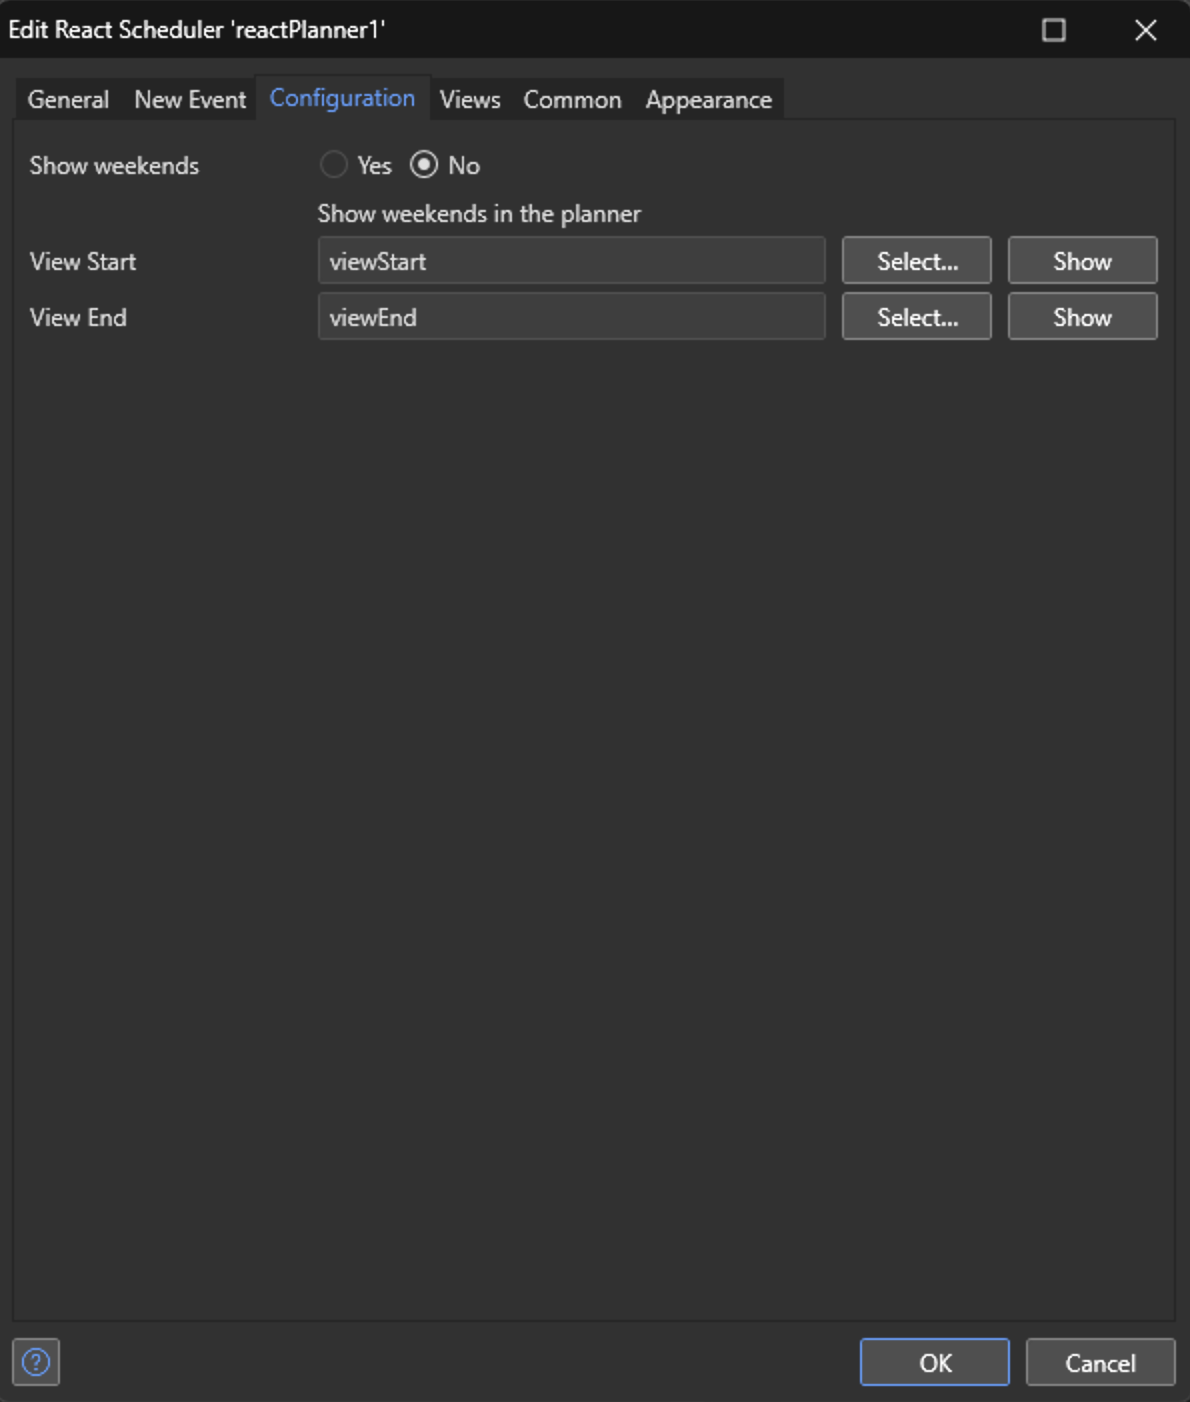 Edit React Scheduler 'reactPlanner1'
General New Event Configuration Views Common Appearance
Show weekends Yes No
Show weekends in the planner
View Start viewStart Select... Show
View End viewEnd Select... Show
? OK Cancel